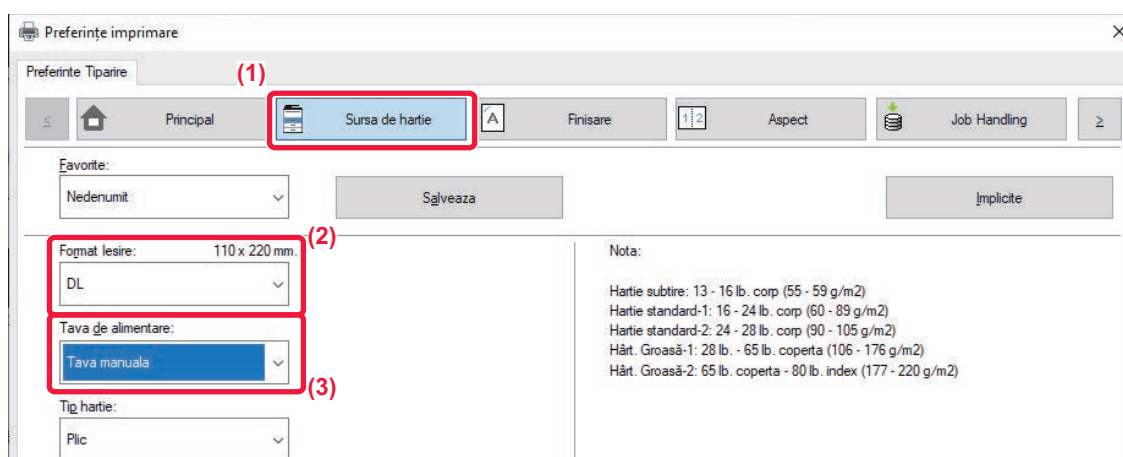 Preferințe imprimare
Preferinte Tiparire
(1)
Principal
Sursa de hartie
A
Finisare
1 2
Aspect
Job Handling
Favorite:
Nedenumit
Salveaza
Implicite
(2)
Format Iesire: 110 x 220 mm.
DL
Tava de alimentare:
Tava manuala
(3)
Tip hartie:
Plic
Nota:
Hartie subtire: 13 - 16 lb. corp (55 - 59 g/m2)
Hartie standard-1: 16 - 24 lb. corp (60 - 89 g/m2)
Hartie standard-2: 24 - 28 lb. corp (90 - 105 g/m2)
Hârt. Groasă-1: 28 lb. - 65 lb. coperta (106 - 176 g/m2)
Hârt. Groasă-2: 65 lb. coperta - 80 lb. index (177 - 220 g/m2)